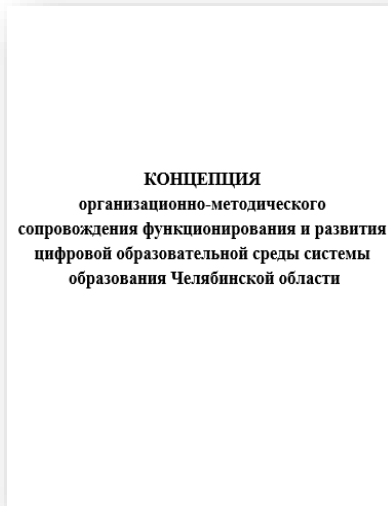 КОНЦЕПЦИЯ
организационно-методического
сопровождения функционирования и развития
цифровой образовательной среды системы
образования Челябинской области